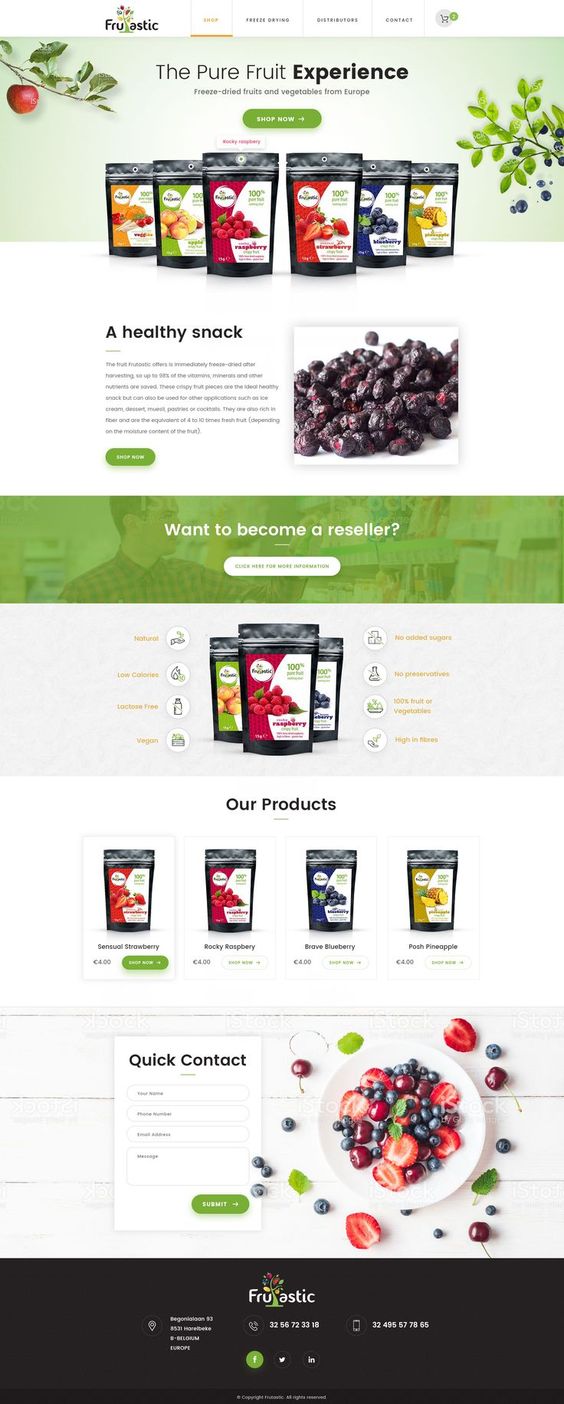 Frutastic
SHOP
FREEZE DRYING
DISTRIBUTORS
CONTACT
2
The Pure Fruit Experience
Freeze-dried fruits and vegetables from Europe
SHOP NOW →
Rocky raspbery
A healthy snack
The fruit Frutastic offers is immediately freeze-dried after
harvesting, so up to 98% of the vitamins, minerals and other
nutrients are saved. These crispy fruit pieces are the ideal healthy
snack but can also be used for other applications such as ice
cream, dessert, muesli, pastries or cocktails. They are also rich in
fiber and are the equivalent of 4 to 10 times fresh fruit (depending
on the moisture content of the fruit).
SHOP NOW
Want to become a reseller?
CLICK HERE FOR MORE INFORMATION
Natural
Low Calories
Lactose Free
Vegan
Frutastic
100%
pure fruit
raspberry
crispy fruit
15g e
No added sugars
No preservatives
100% fruit or
Vegetables
High in fibres
Our Products
Sensual Strawberry
€4.00
SHOP NOW →
Rocky Raspbery
€4.00
SHOP NOW →
Brave Blueberry
€4.00
SHOP NOW →
Posh Pineapple
€4.00
SHOP NOW →
Quick Contact
Your Name
Phone Number
Email Address
Message
SUBMIT →
iStock
Frutastic
Begonialaan 93
8531 Harelbeke
B-BELGIUM
EUROPE
32 56 72 33 18
32 495 57 78 65
© Copyright Frutastic. All rights reserved.